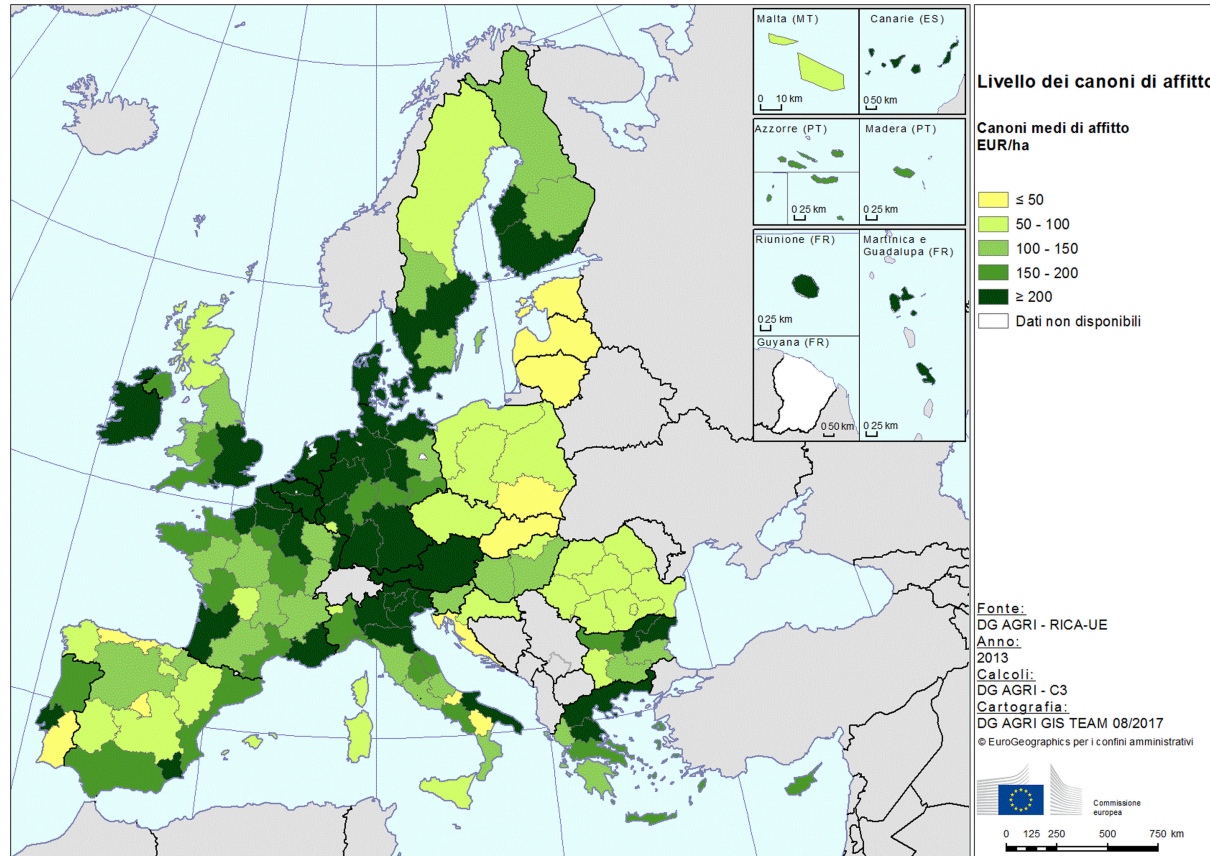 Malta (MT)
0 10 km
Canarie (ES)
0 50 km
Azzorre (PT)
0 25 km
Madera (PT)
0 25 km
Riunione (FR)
0 25 km
Martinica e
Guadalupa (FR)
0 25 km
Guyana (FR)
0 50 km
Livello dei canoni di affitto
Canoni medi di affitto
EUR/ha
≤ 50
50 - 100
100 - 150
150 - 200
≥ 200
Dati non disponibili
Fonte:
DG AGRI - RICA-UE
Anno:
2013
Calcoli:
DG AGRI - C3
Cartografia:
DG AGRI GIS TEAM 08/2017
© EuroGeographics per i confini amministrativi
Commissione
europea
0 125 250 500 750 km